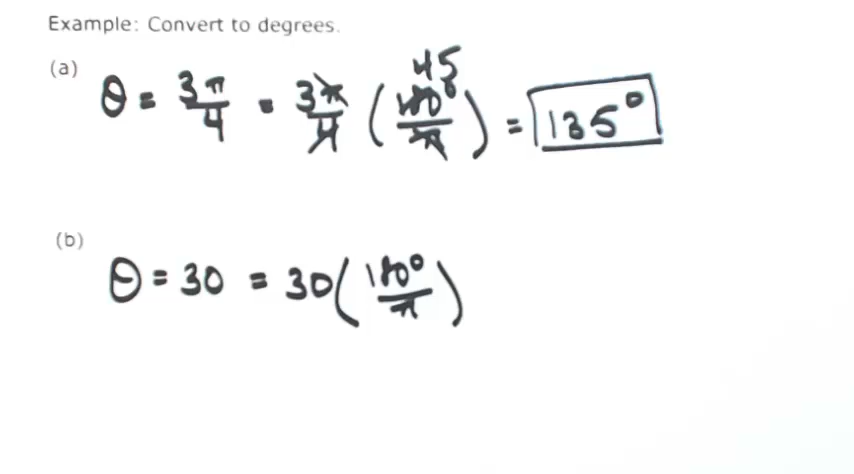 Example: Convert to degrees.
(a) θ = 3π/4 = 3π/4 (180°/π) 45 = 135°
(b) θ = 30 = 30 (180°/π)